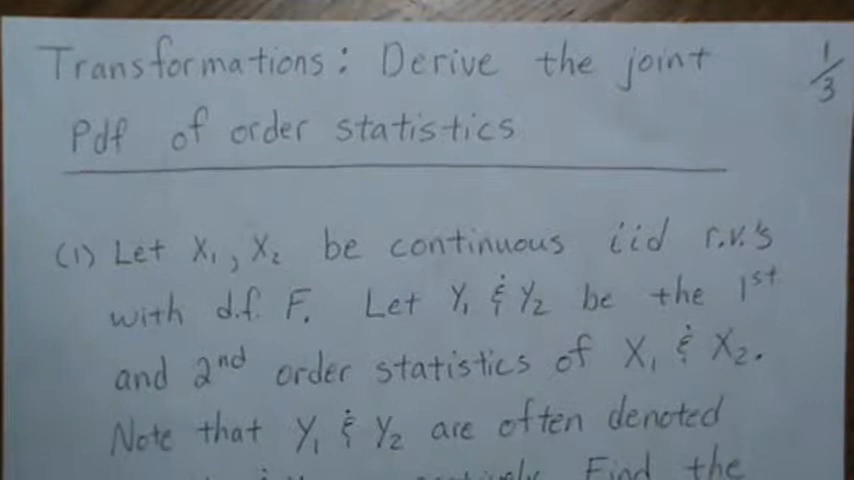 Transformations: Derive the joint
Pdf of order statistics
1/3
(1) Let X₁, X₂ be continuous iid r.v.'s
with d.f. F. Let Y₁ & Y₂ be the 1st
and 2nd order statistics of X₁ & X₂.
Note that Y₁ & Y₂ are often denoted
Find the